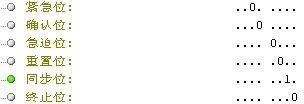 紧急位: ..0. ....
确认位: ...0 ....
急迫位: .... 0...
重置位: .... .0..
同步位: .... ..1.
终止位: .... ...0